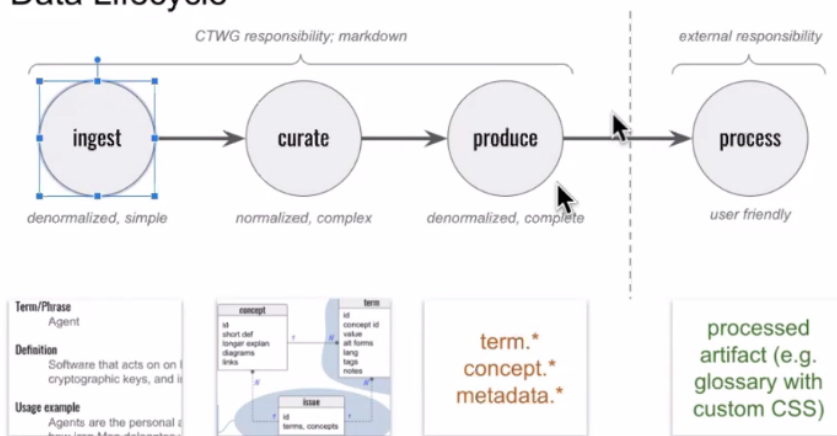 Data Lifecycle
CTWG responsibility; markdown
external responsibility
ingest
curate
produce
process
denormalized, simple
normalized, complex
denormalized, complete
user friendly
Term/Phrase
Agent
Definition
Software that acts on on
cryptographic keys, and
Usage example
Agents are the personal
concept
id
short def
longer explan
diagrams
links
term
id
concept id
value
alt forms
lang
tags
notes
issue
id
terms, concepts
term.*
concept.*
metadata.*
processed
artifact (e.g.
glossary with
custom CSS)